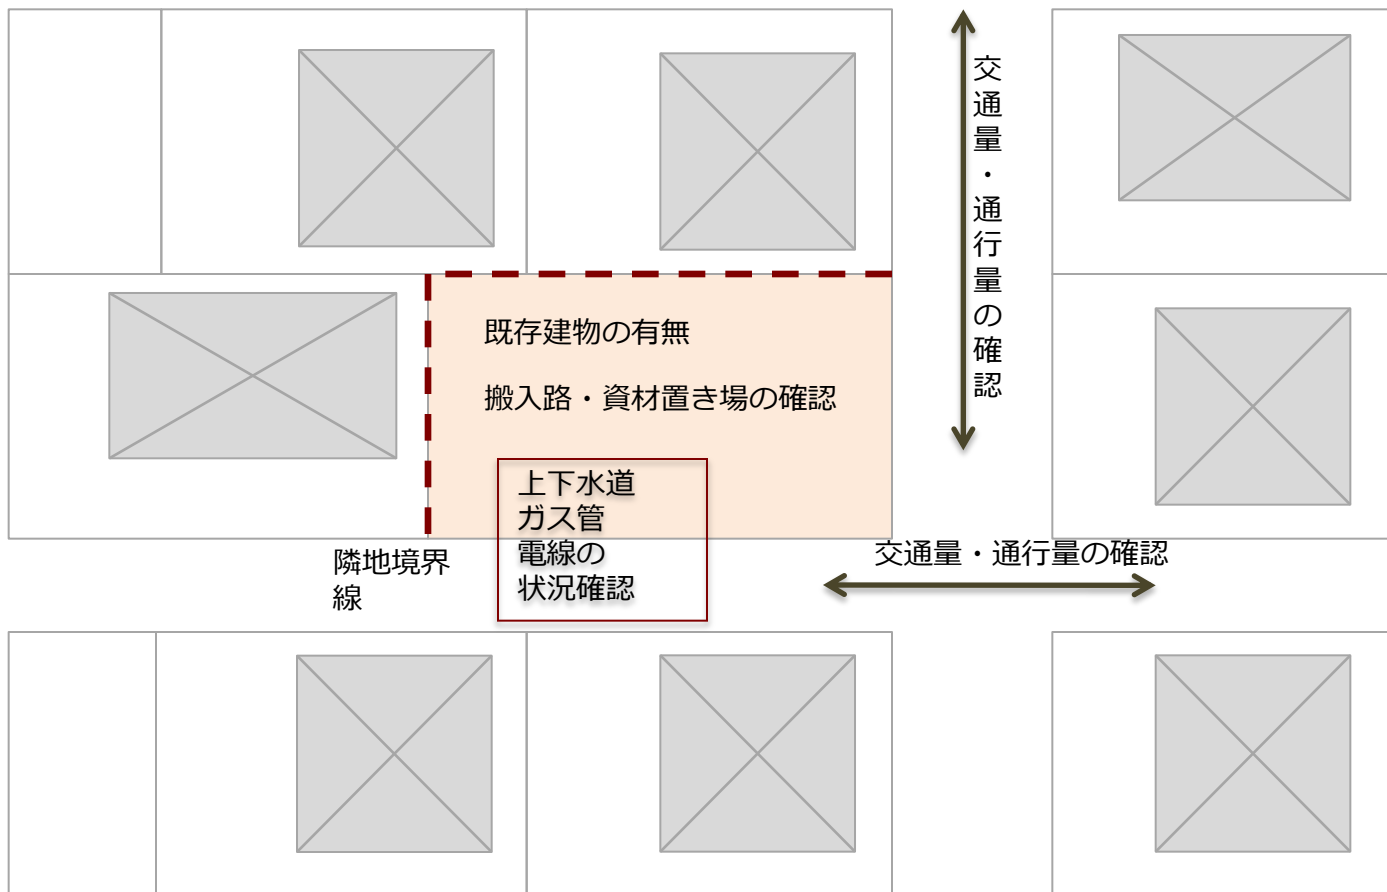 交通量・通行量の確認
既存建物の有無
搬入路・資材置き場の確認
上下水道
ガス管
電線の
状況確認
隣地境界
線
交通量・通行量の確認